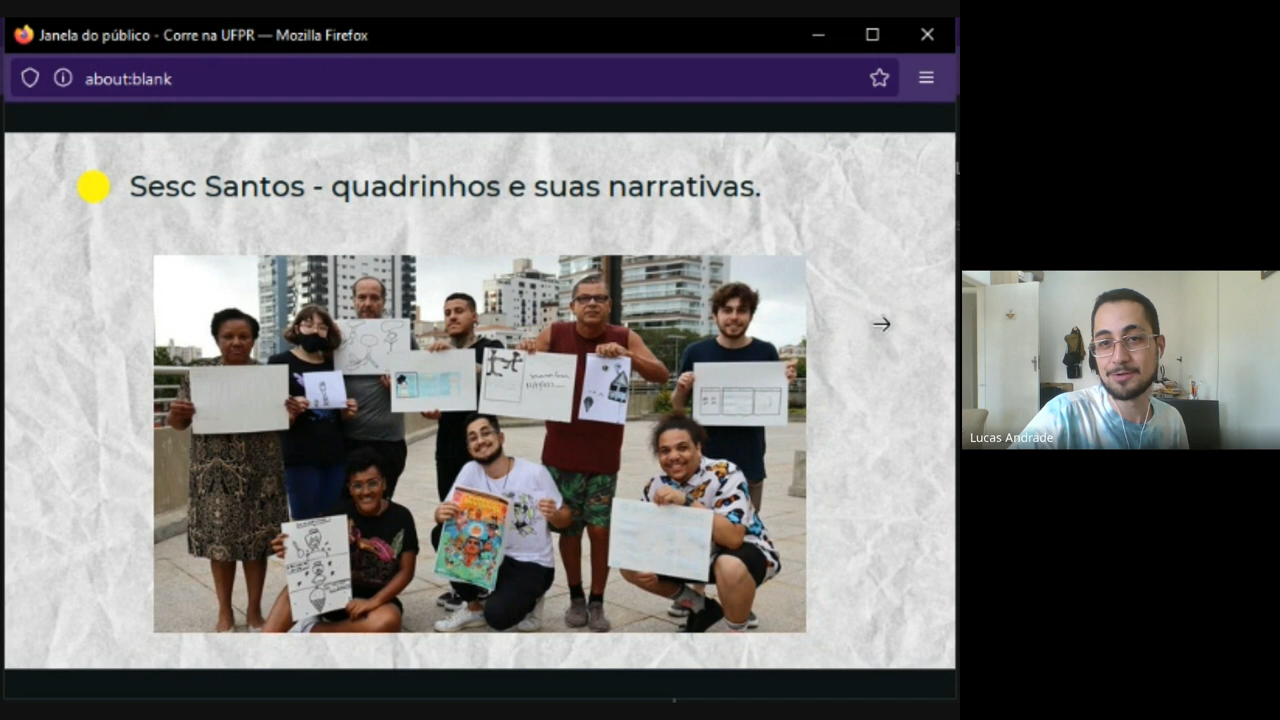 Janela do público - Corre na UFPR — Mozilla Firefox
about:blank
Sesc Santos - quadrinhos e suas narrativas.
Lucas Andrade